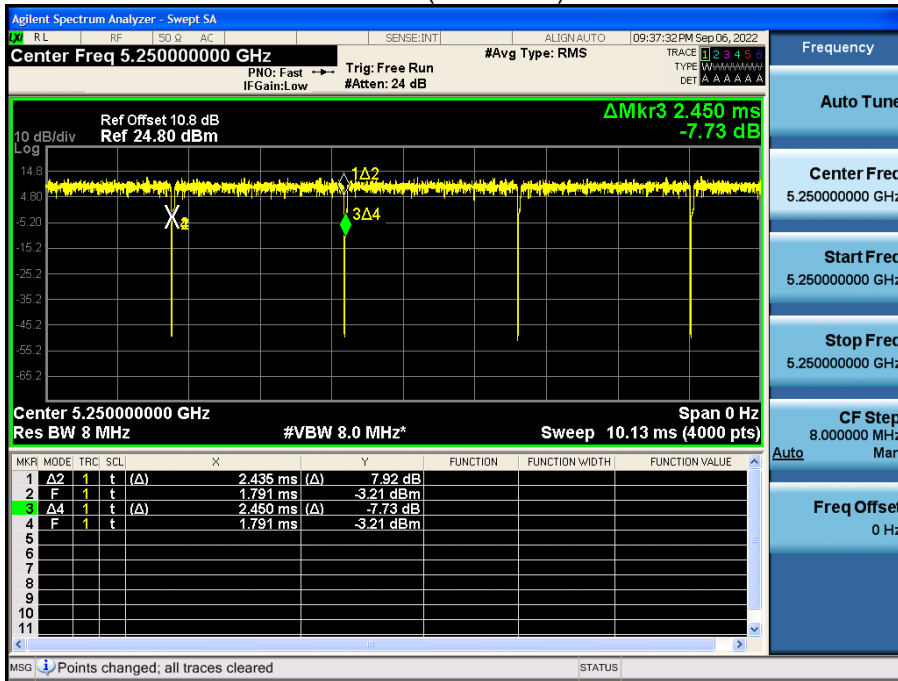 Agilent Spectrum Analyzer - Swept SA
LXI RL RF 50 Ω AC SENSE:INT ALIGN AUTO 09:37:32 PM Sep 06, 2022
Center Freq 5.250000000 GHz #Avg Type: RMS TRACE 1 2 3 4 5 6
PNO: Fast Trig: Free Run TYPE WWWWWW
IFGain:Low #Atten: 24 dB DET A A A A A A
Frequency
ΔMkr3 2.450 ms
-7.73 dB
Ref Offset 10.8 dB
10 dB/div Ref 24.80 dBm
Log
14.8
4.80
-5.20
-15.2
-25.2
-35.2
-45.2
-55.2
-65.2
1Δ2
3Δ4
Center 5.250000000 GHz Span 0 Hz
Res BW 8 MHz #VBW 8.0 MHz* Sweep 10.13 ms (4000 pts)
MKR MODE TRC SCL X Y FUNCTION FUNCTION WIDTH FUNCTION VALUE
1 Δ2 1 t (Δ) 2.435 ms (Δ) 7.92 dB
2 F 1 t 1.791 ms -3.21 dBm
3 Δ4 1 t (Δ) 2.450 ms (Δ) -7.73 dB
4 F 1 t 1.791 ms -3.21 dBm
5
6
7
8
9
10
11
MSG Points changed; all traces cleared STATUS
Auto Tune
Center Freq
5.250000000 GHz
Start Freq
5.250000000 GHz
Stop Freq
5.250000000 GHz
CF Step
8.000000 MHz
Auto Man
Freq Offset
0 Hz